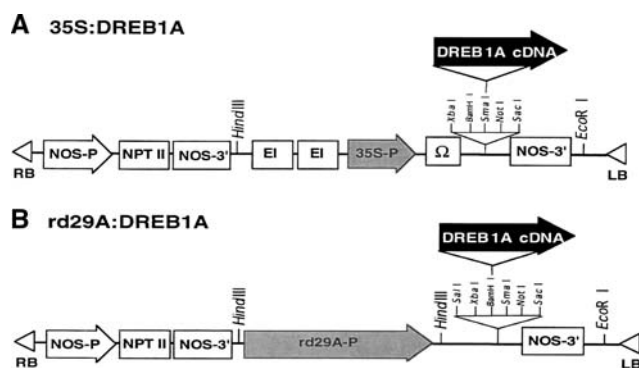 A 35S:DREB1A
DREB1A cDNA
Xba I
BamH I
Sma I
Not I
Sac I
HindIII
EcoR I
RB
NOS-P
NPT II
NOS-3'
EI
EI
35S-P
Ω
NOS-3'
LB
B rd29A:DREB1A
DREB1A cDNA
HindIII
HindIII
Sal I
Xba I
BamH I
Sma I
Not I
Sac I
EcoR I
RB
NOS-P
NPT II
NOS-3'
rd29A-P
NOS-3'
LB